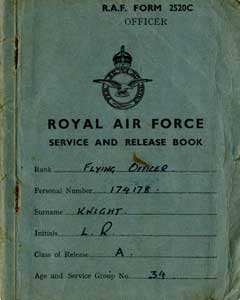 R.A.F. FORM 2520C
OFFICER
ROYAL AIR FORCE
SERVICE AND RELEASE BOOK
Rank FLYING OFFICER
Personal Number 174178.
Surname KNIGHT.
Initials L. R.
Class of Release A.
Age and Service Group No. 34